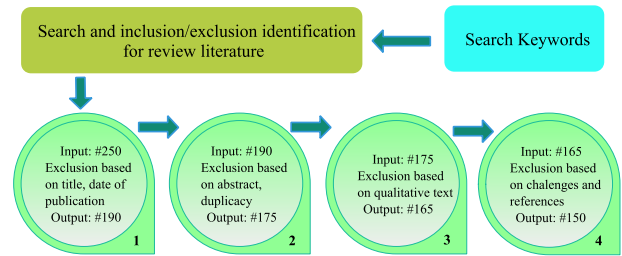 Search and inclusion/exclusion identification
for review literature
Search Keywords
Input: #250
Exclusion based
on title, date of
publication
Output: #190
1
Input: #190
Exclusion based
on abstract,
duplicacy
Output: #175
2
Input: #175
Exclusion based
on qualitative text
Output: #165
3
Input: #165
Exclusion based
on chalenges and
references
Output: #150
4